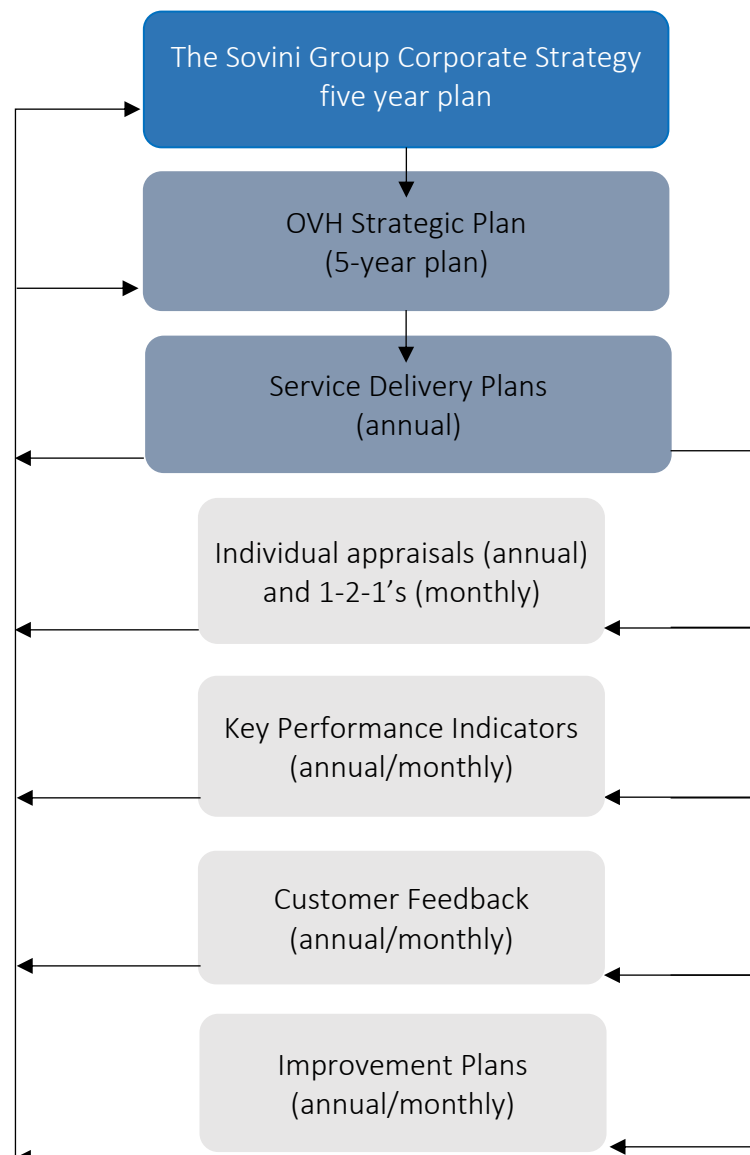 The Sovini Group Corporate Strategy
five year plan
OVH Strategic Plan
(5-year plan)
Service Delivery Plans
(annual)
Individual appraisals (annual)
and 1-2-1’s (monthly)
Key Performance Indicators
(annual/monthly)
Customer Feedback
(annual/monthly)
Improvement Plans
(annual/monthly)